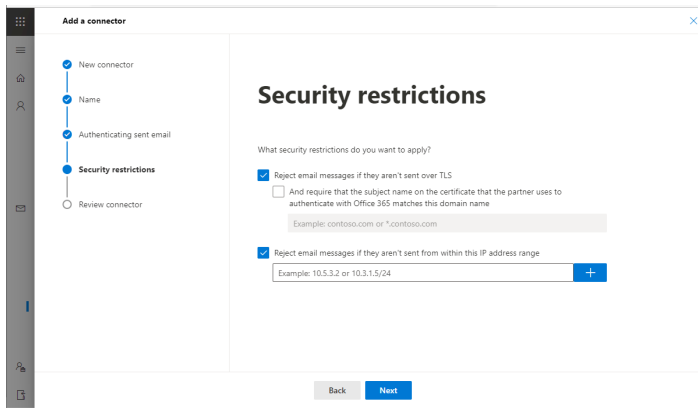 Add a connector
New connector
Name
Authenticating sent email
Security restrictions
Review connector
Security restrictions
What security restrictions do you want to apply?
Reject email messages if they aren't sent over TLS
And require that the subject name on the certificate that the partner uses to
authenticate with Office 365 matches this domain name
Example: contoso.com or *.contoso.com
Reject email messages if they aren't sent from within this IP address range
Example: 10.5.3.2 or 10.3.1.5/24
Back
Next